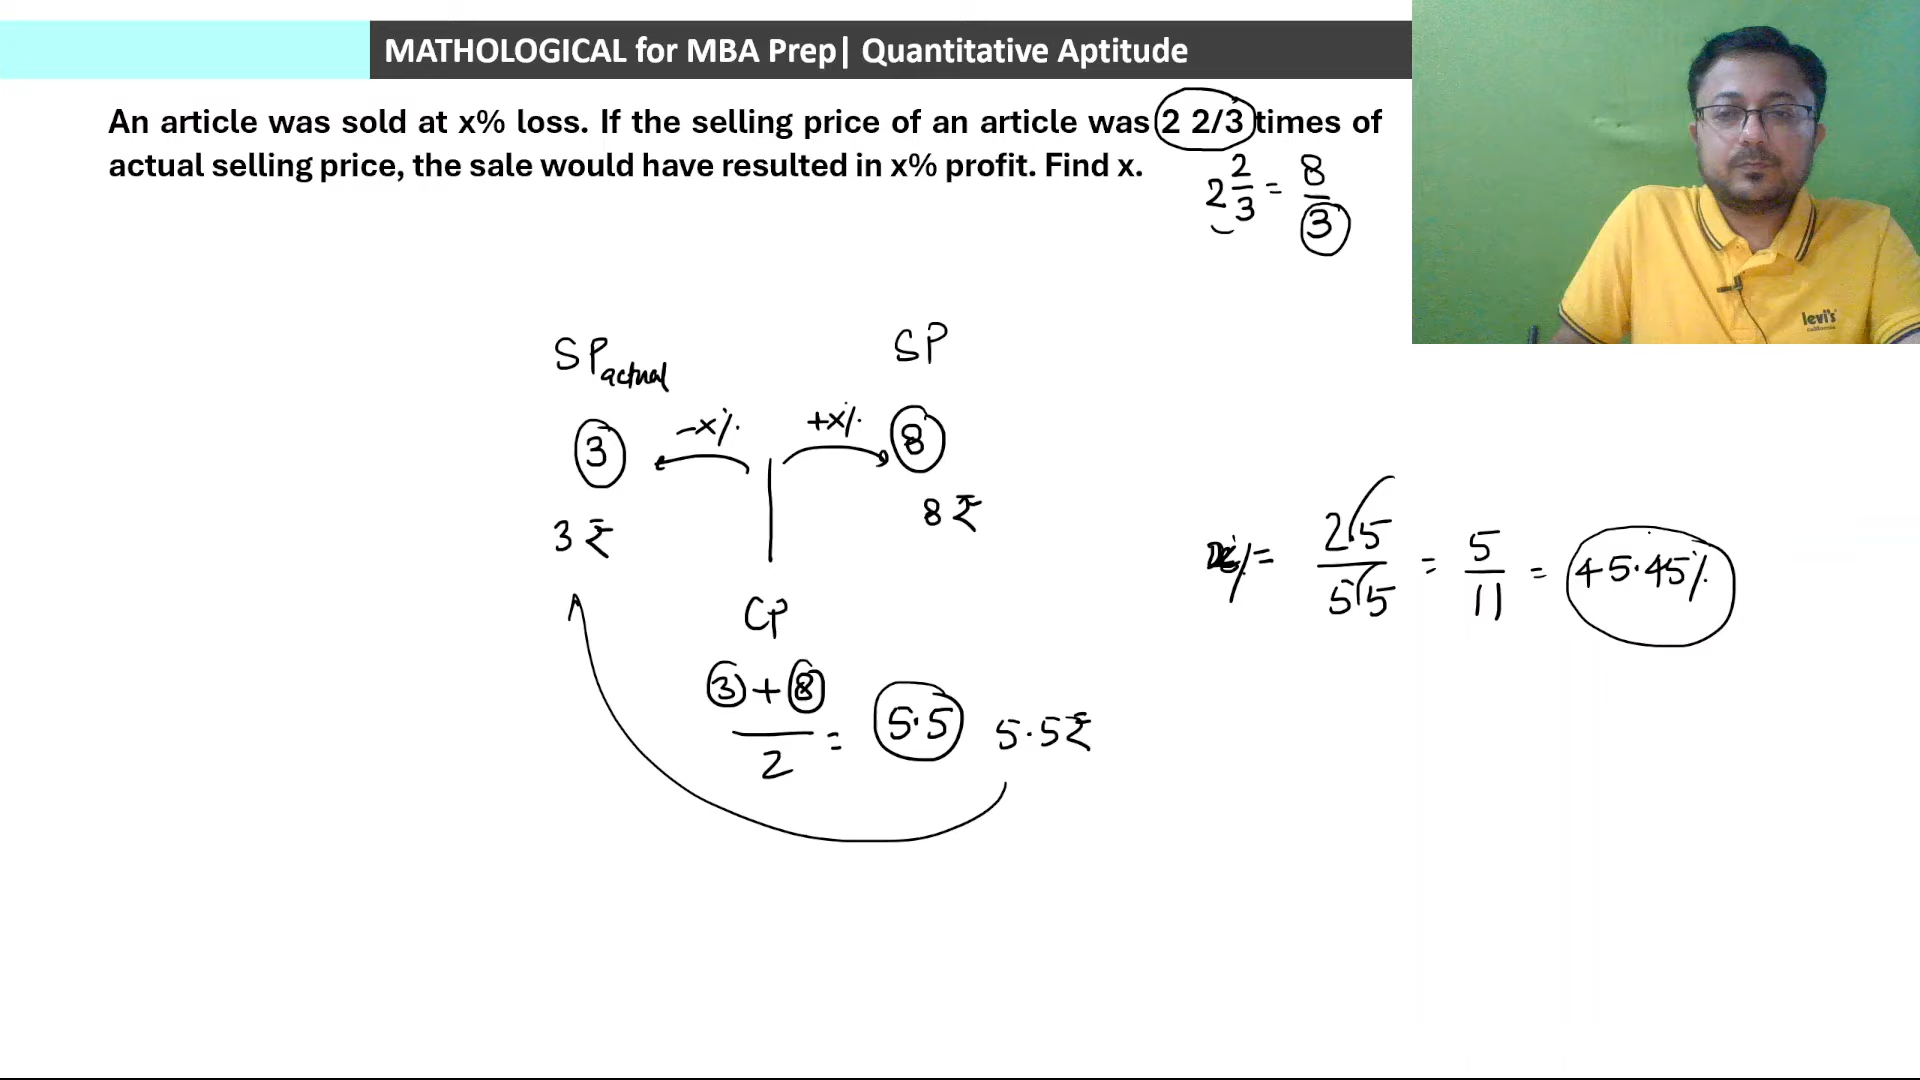 MATHOLOGICAL for MBA Prep| Quantitative Aptitude
An article was sold at x% loss. If the selling price of an article was 2 2/3 times of
actual selling price, the sale would have resulted in x% profit. Find x.
2 2/3 = 8/3
levi's
california
SP actual
SP
3
-x%
+x%
8
3 ₹
8 ₹
CP
3 + 8 / 2 = 5.5 5.5₹
% = 2.5/5.5 = 5/11 = 45.45%